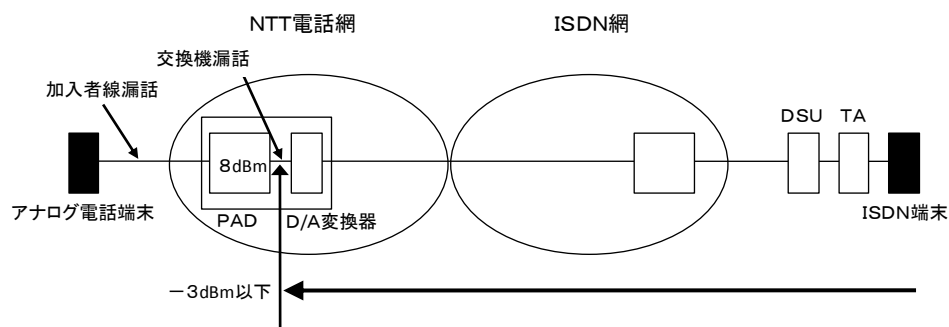 NTT電話網
ISDN網
交換機漏話
加入者線漏話
DSU
TA
8dBm
アナログ電話端末
PAD
D/A変換器
ISDN端末
－3dBm以下